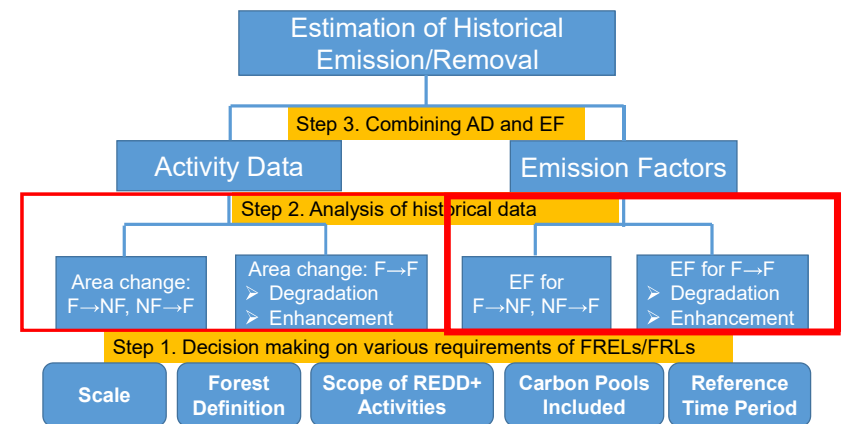 Estimation of Historical
Emission/Removal
Step 3. Combining AD and EF
Activity Data
Emission Factors
Step 2. Analysis of historical data
Area change:
F→NF, NF→F
Area change: F→F
➢ Degradation
➢ Enhancement
EF for
F→NF, NF→F
EF for F→F
➢ Degradation
➢ Enhancement
Step 1. Decision making on various requirements of FRELs/FRLs
Scale
Forest
Definition
Scope of REDD+
Activities
Carbon Pools
Included
Reference
Time Period